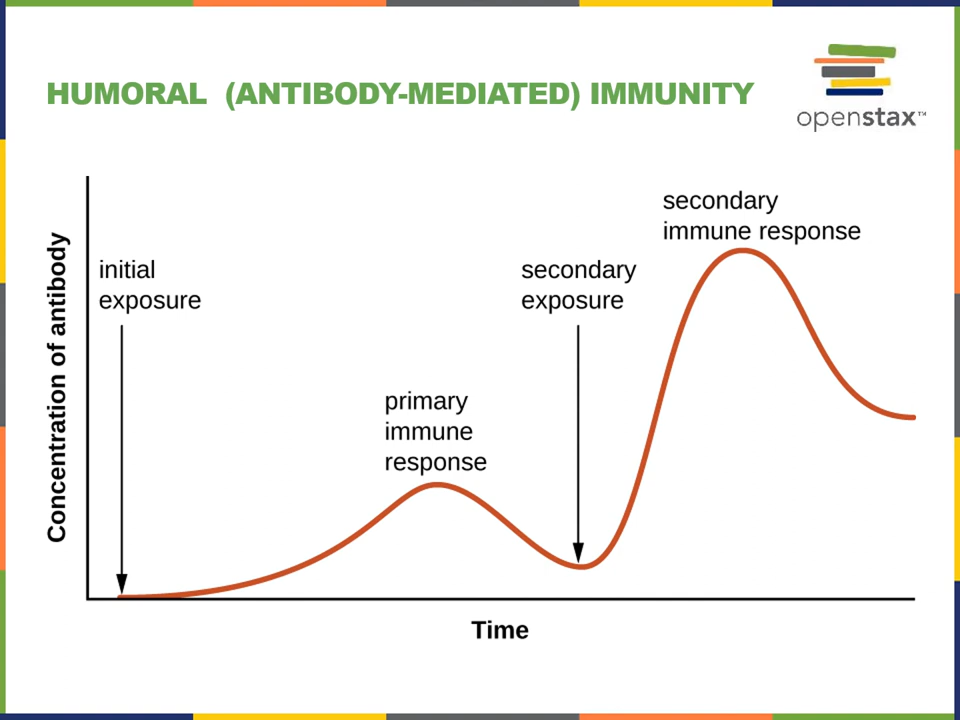 HUMORAL (ANTIBODY-MEDIATED) IMMUNITY
openstax™
Concentration of antibody
initial
exposure
primary
immune
response
secondary
exposure
secondary
immune response
Time